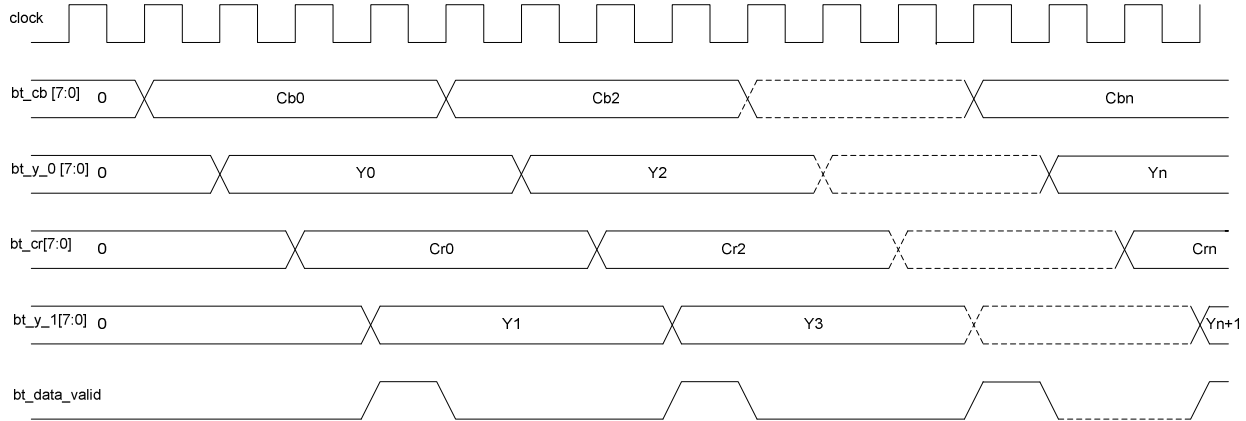 clock
bt_cb [7:0] 0 Cb0 Cb2 Cbn
bt_y_0 [7:0] 0 Y0 Y2 Yn
bt_cr[7:0] 0 Cr0 Cr2 Crn
bt_y_1[7:0] 0 Y1 Y3 Yn+1
bt_data_valid